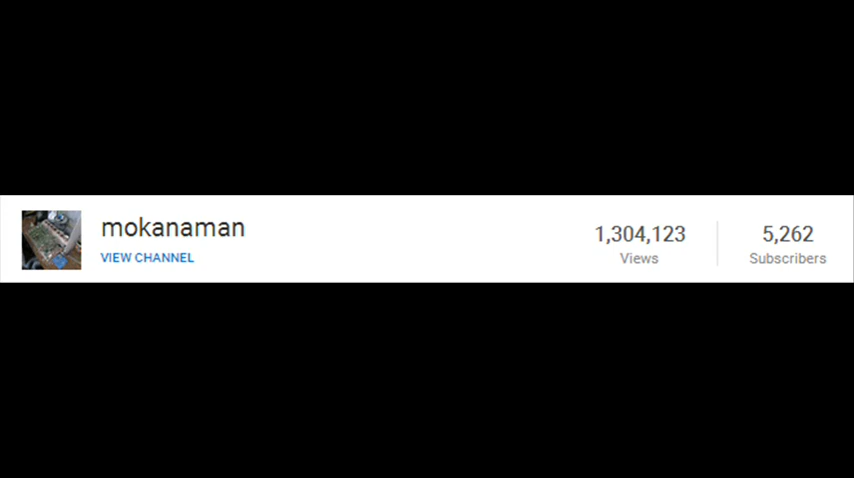 mokanaman
VIEW CHANNEL
1,304,123
Views
5,262
Subscribers